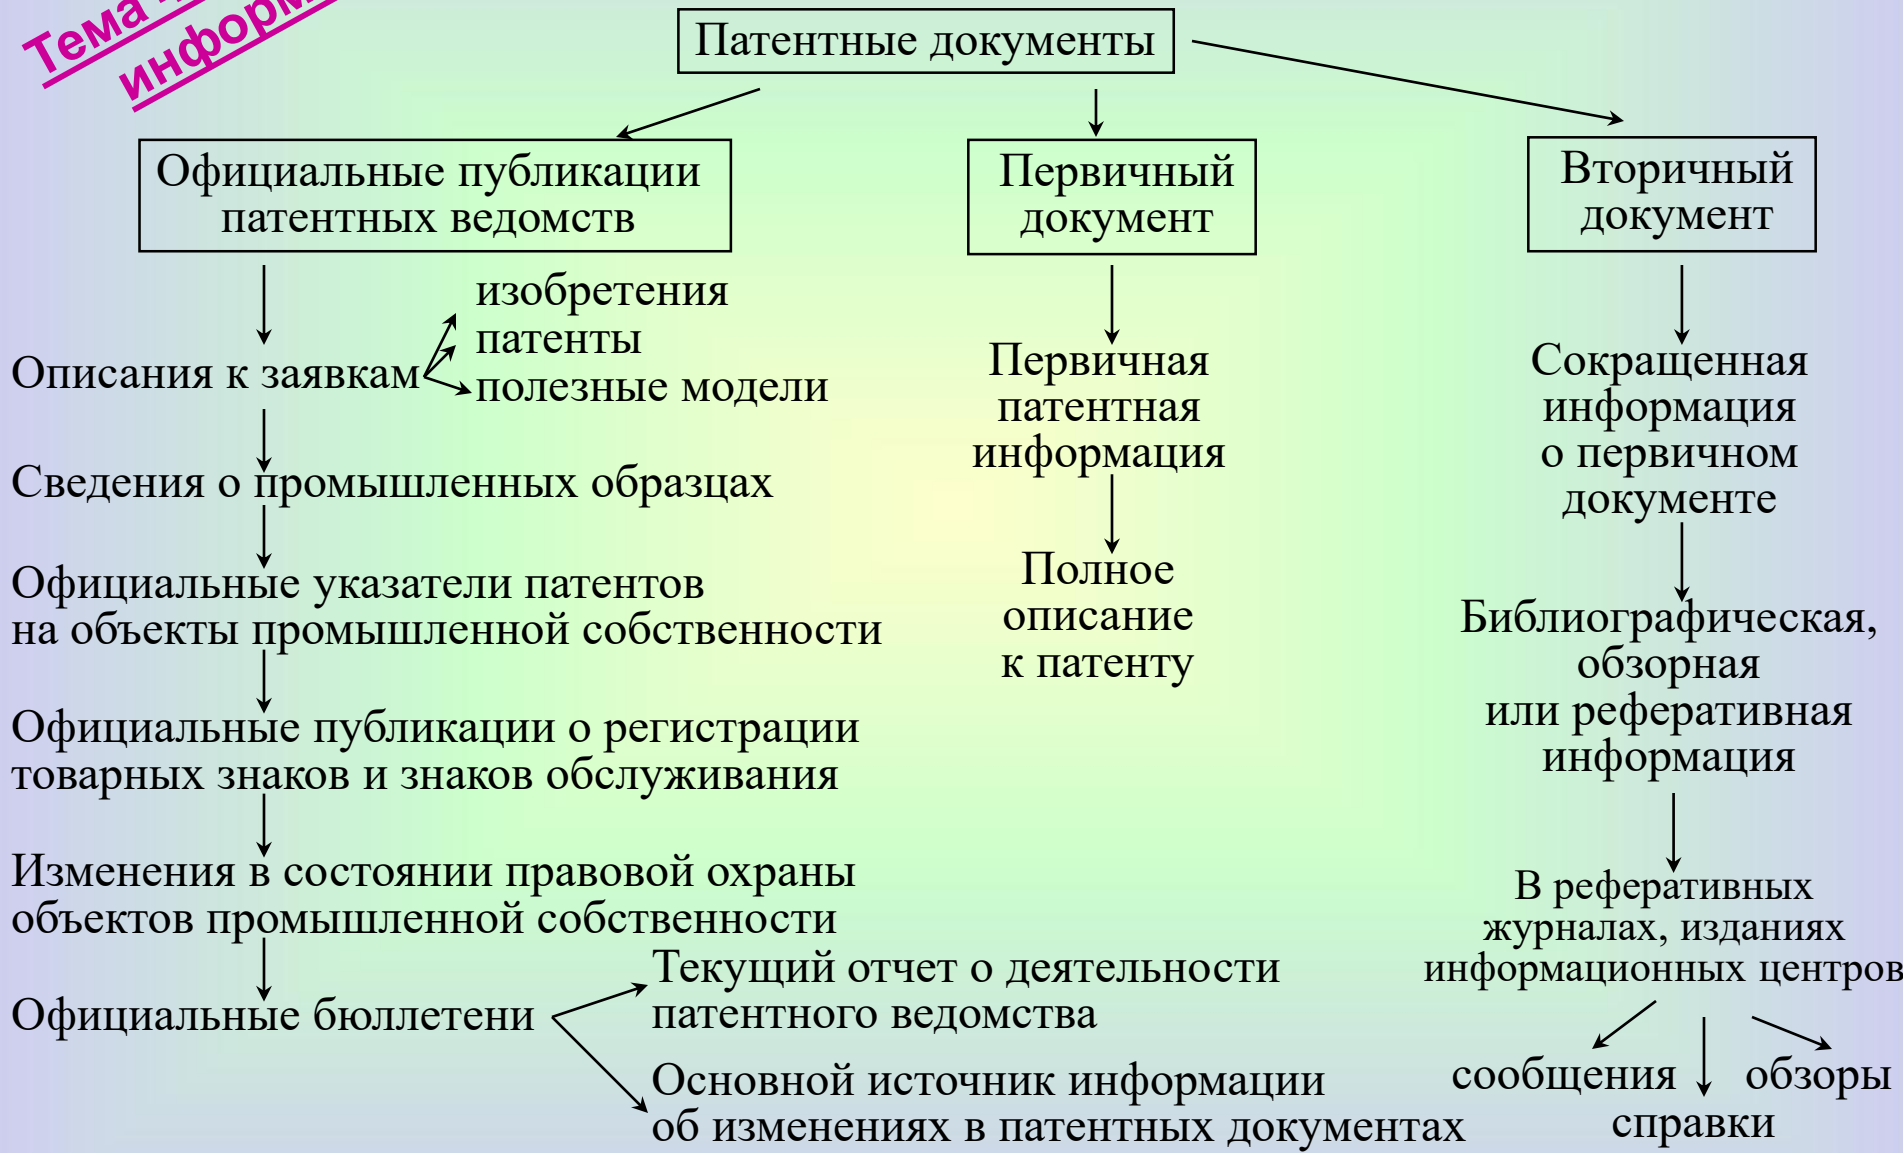 Тема
информ
Патентные документы
Официальные публикации
патентных ведомств
изобретения
патенты
полезные модели
Описания к заявкам
Сведения о промышленных образцах
Официальные указатели патентов
на объекты промышленной собственности
Официальные публикации о регистрации
товарных знаков и знаков обслуживания
Изменения в состоянии правовой охраны
объектов промышленной собственности
Официальные бюллетени
Текущий отчет о деятельности
патентного ведомства
Основной источник информации
об изменениях в патентных документах
Первичный
документ
Первичная
патентная
информация
Полное
описание
к патенту
Вторичный
документ
Сокращенная
информация
о первичном
документе
Библиографическая,
обзорная
или реферативная
информация
В реферативных
журналах, изданиях
информационных центров
сообщения
справки
обзоры